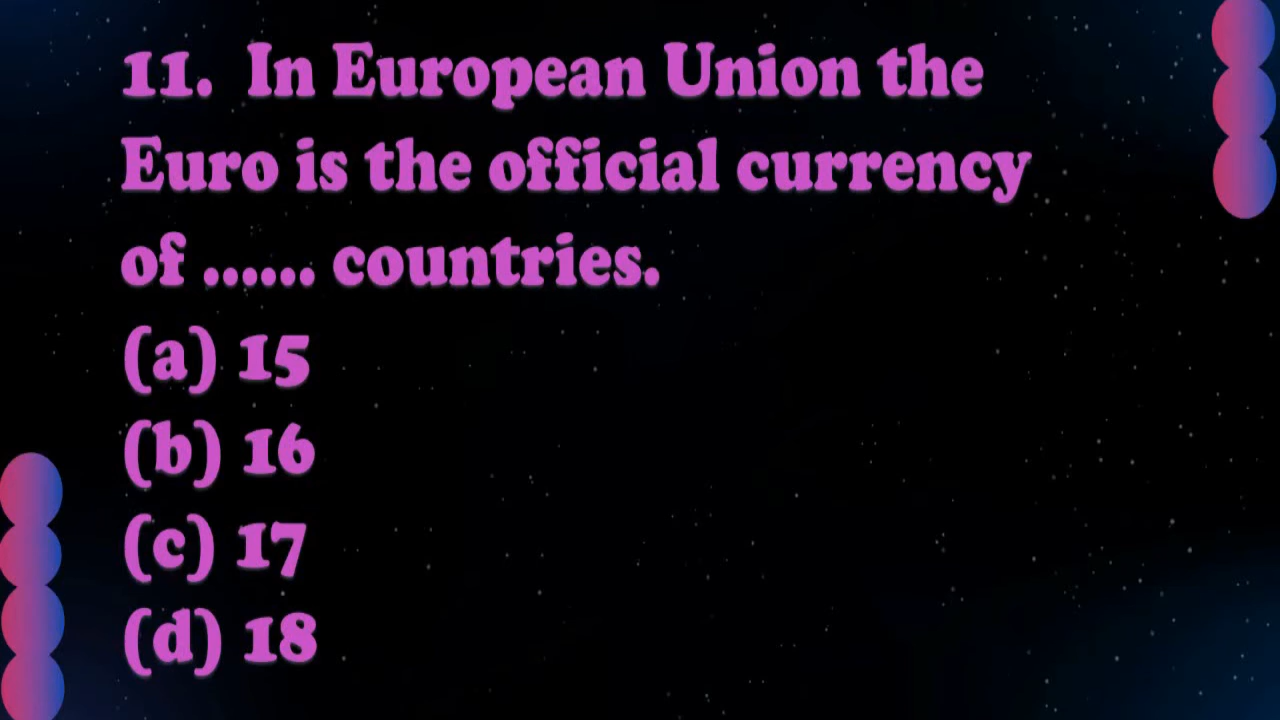 11. In European Union the
Euro is the official currency
of ...... countries.
(a) 15
(b) 16
(c) 17
(d) 18